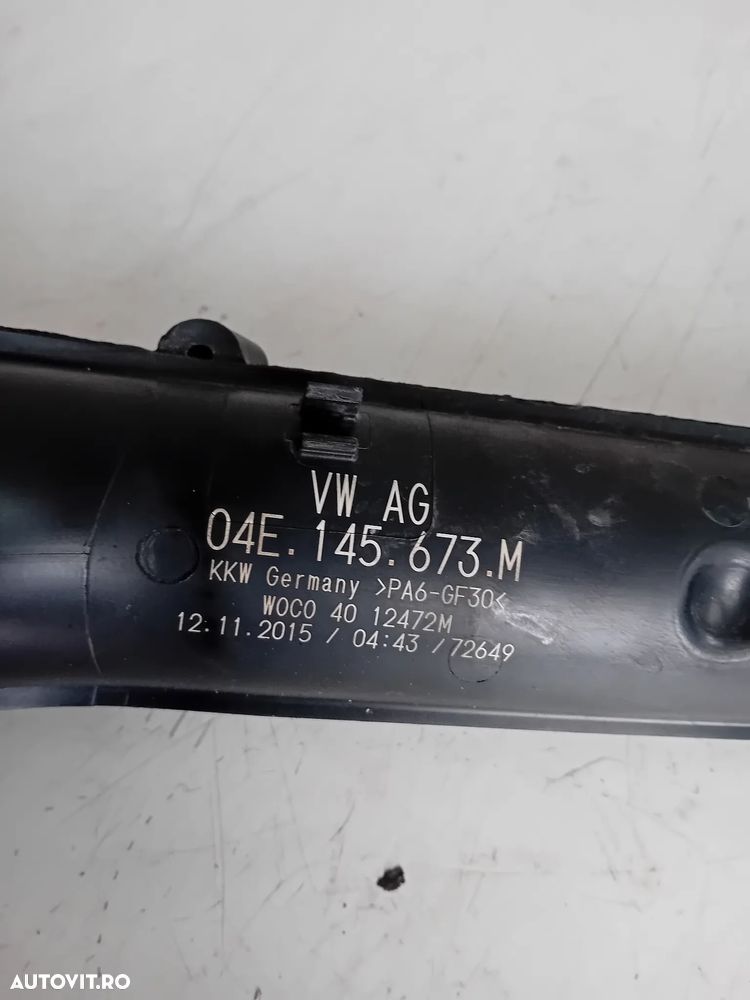 VW AG
04E.145.673.M
KKW Germany >PA6-GF30<
WOCO 40 12472M
12.11.2015 / 04:43 /72649
AUTOVIT.RO